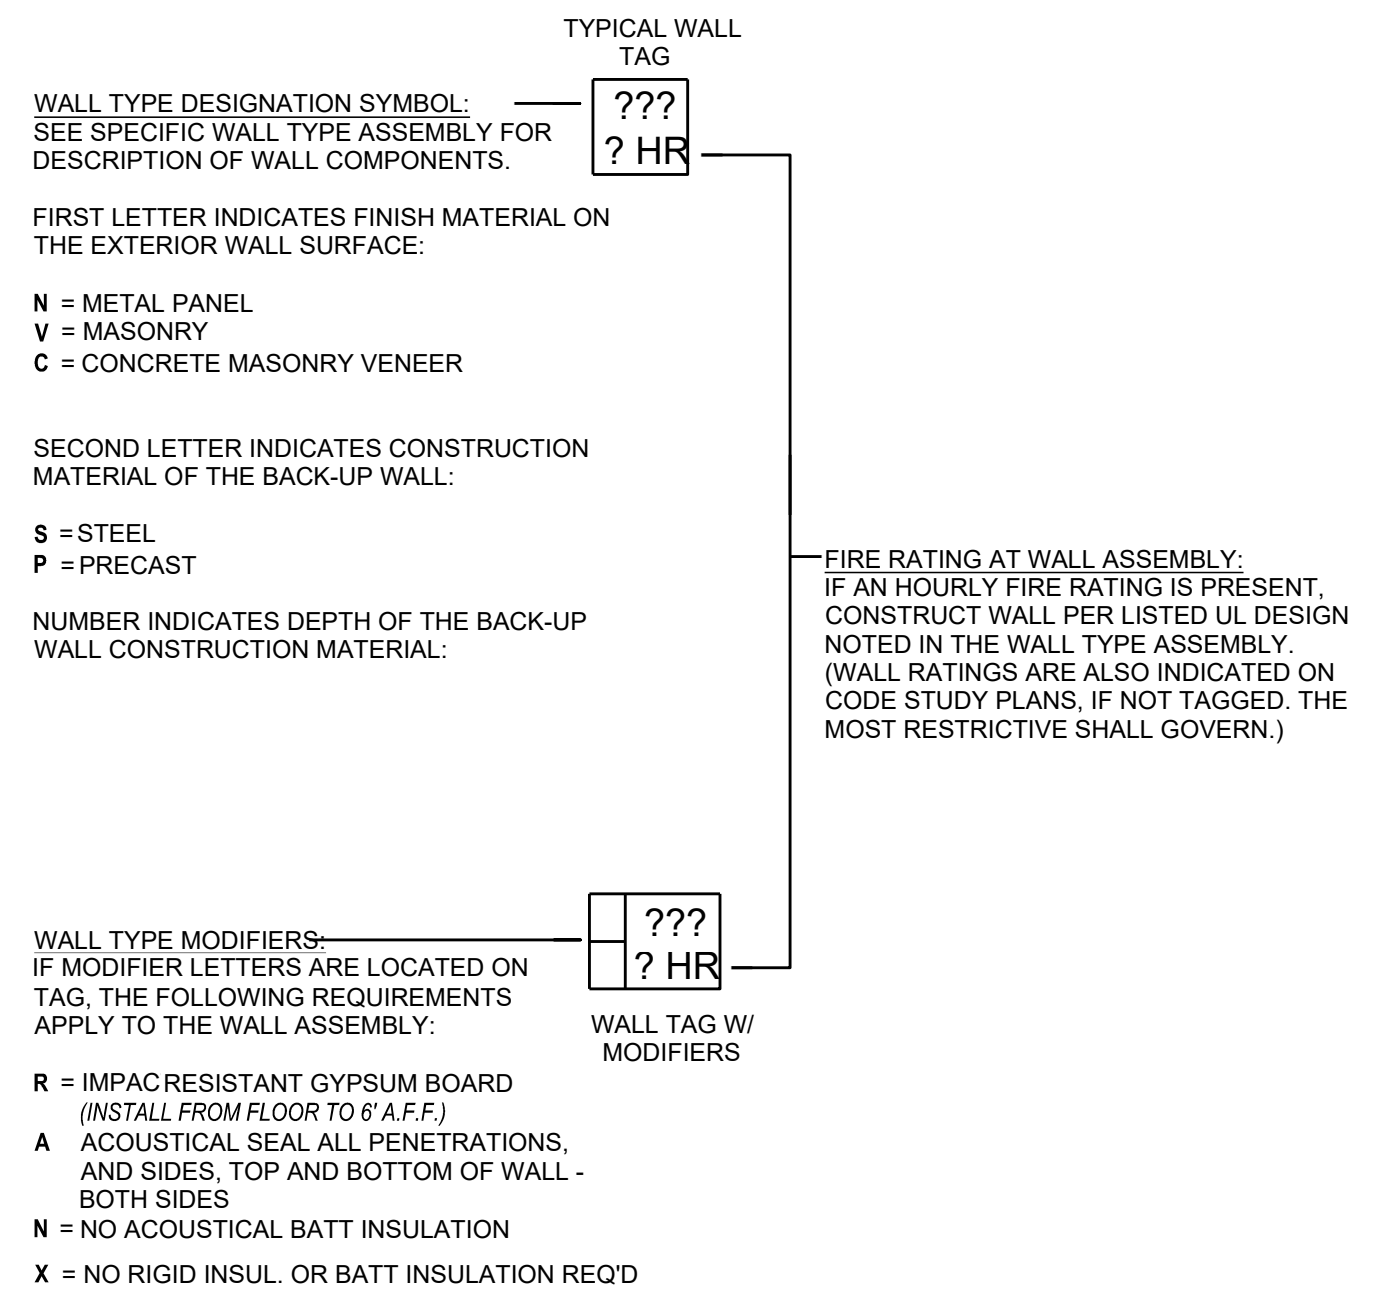 TYPICAL WALL
TAG
???
? HR
WALL TYPE DESIGNATION SYMBOL:
SEE SPECIFIC WALL TYPE ASSEMBLY FOR
DESCRIPTION OF WALL COMPONENTS.
FIRST LETTER INDICATES FINISH MATERIAL ON
THE EXTERIOR WALL SURFACE:
N = METAL PANEL
V = MASONRY
C = CONCRETE MASONRY VENEER
SECOND LETTER INDICATES CONSTRUCTION
MATERIAL OF THE BACK-UP WALL:
S = STEEL
P = PRECAST
NUMBER INDICATES DEPTH OF THE BACK-UP
WALL CONSTRUCTION MATERIAL:
FIRE RATING AT WALL ASSEMBLY:
IF AN HOURLY FIRE RATING IS PRESENT,
CONSTRUCT WALL PER LISTED UL DESIGN
NOTED IN THE WALL TYPE ASSEMBLY.
(WALL RATINGS ARE ALSO INDICATED ON
CODE STUDY PLANS, IF NOT TAGGED. THE
MOST RESTRICTIVE SHALL GOVERN.)
???
? HR
WALL TAG W/
MODIFIERS
WALL TYPE MODIFIERS:
IF MODIFIER LETTERS ARE LOCATED ON
TAG, THE FOLLOWING REQUIREMENTS
APPLY TO THE WALL ASSEMBLY:
R = IMPAC RESISTANT GYPSUM BOARD
(INSTALL FROM FLOOR TO 6' A.F.F.)
A ACOUSTICAL SEAL ALL PENETRATIONS,
AND SIDES, TOP AND BOTTOM OF WALL -
BOTH SIDES
N = NO ACOUSTICAL BATT INSULATION
X = NO RIGID INSUL. OR BATT INSULATION REQ'D